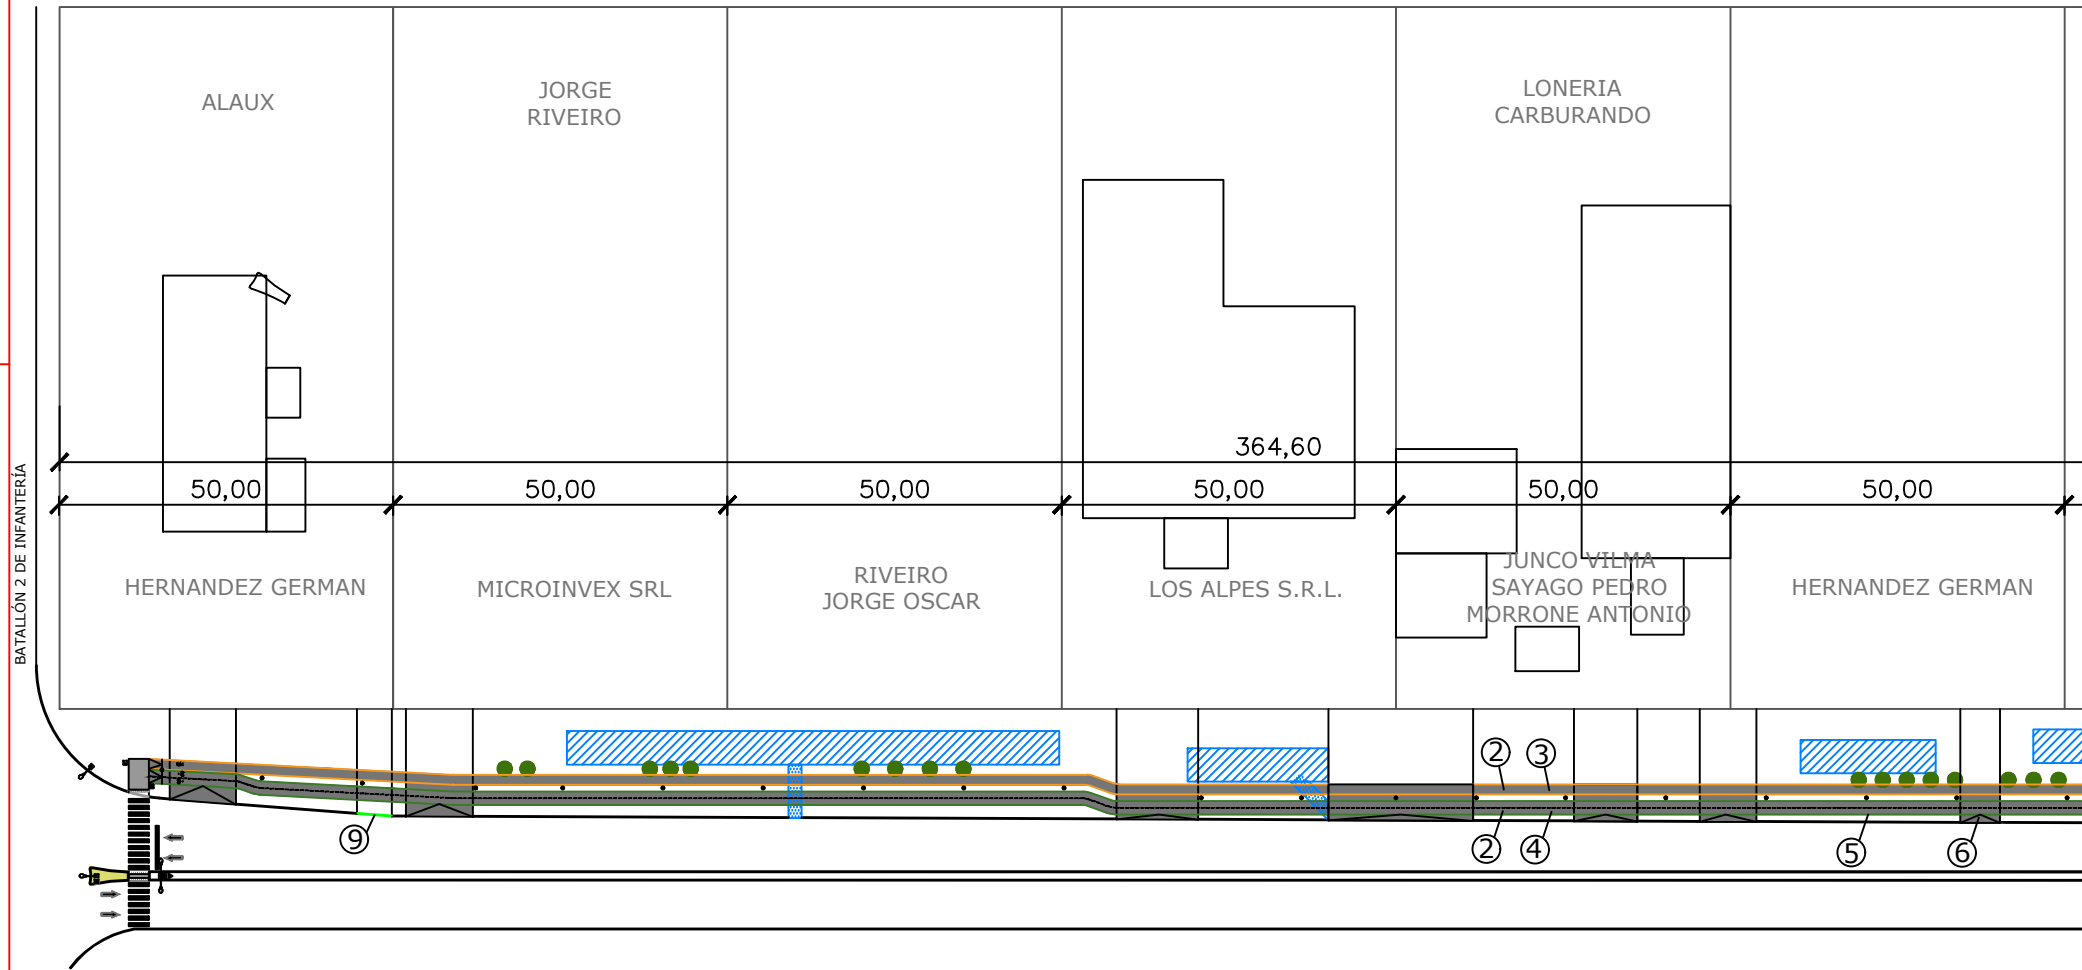 ALAUX
JORGE
RIVEIRO
LONERIA
CARBURANDO
364,60
50,00
50,00
50,00
50,00
50,00
50,00
BATALLÓN 2 DE INFANTERÍA
HERNANDEZ GERMAN
MICROINVEX SRL
RIVEIRO
JORGE OSCAR
LOS ALPES S.R.L.
JUNCO VILMA
SAYAGO PEDRO
MORRONE ANTONIO
HERNANDEZ GERMAN
2
3
9
2
4
5
6